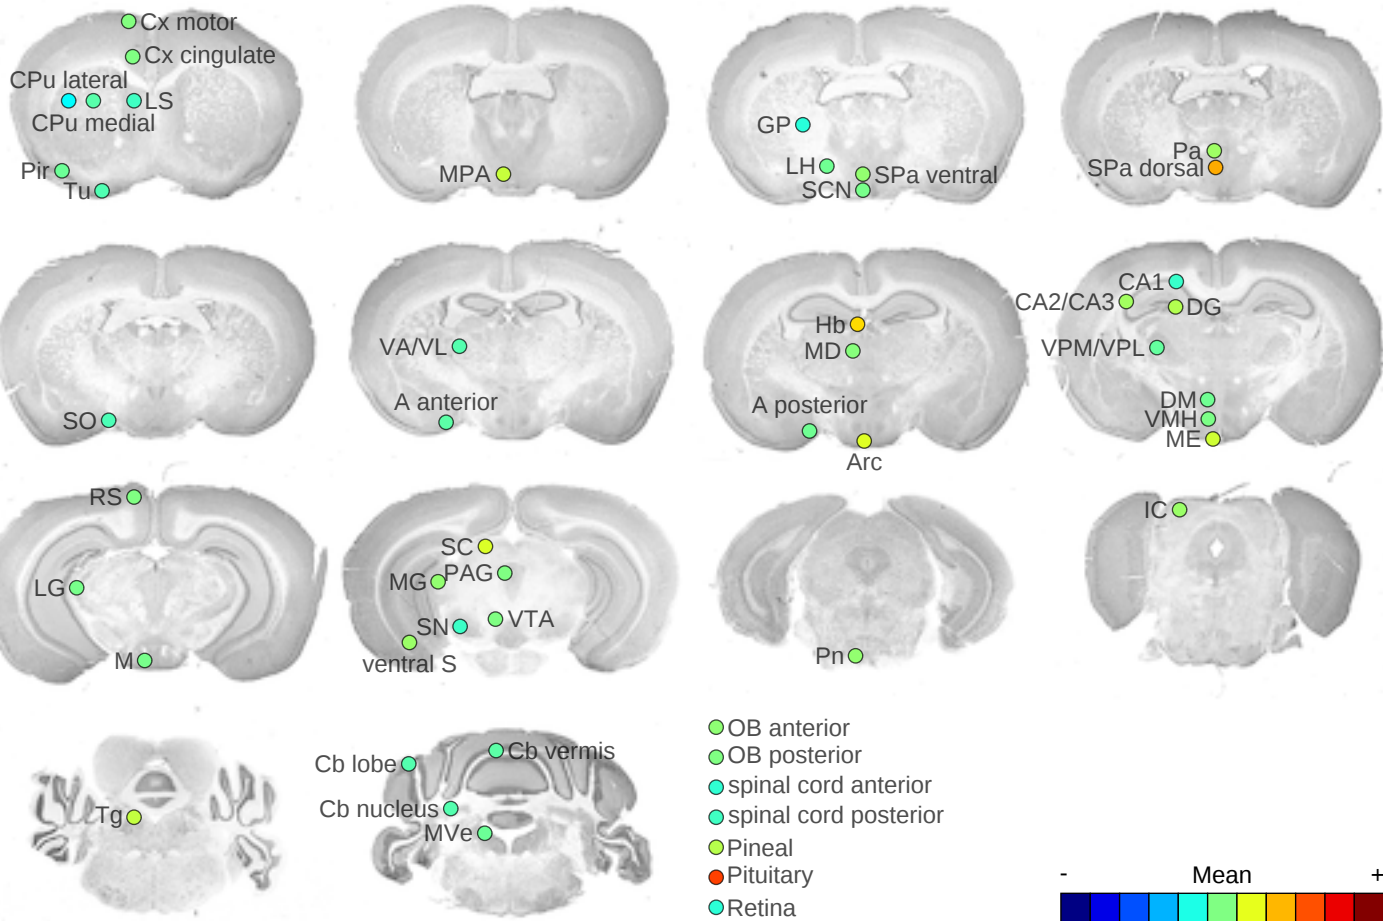 Cx motor
Cx cingulate
CPu lateral
LS
CPu medial
Pir
Tu
MPA
GP
LH
SPa ventral
SCN
Pa
SPa dorsal
SO
VA/VL
A anterior
Hb
MD
A posterior
Arc
CA1
CA2/CA3
DG
VPM/VPL
DM
VMH
ME
RS
LG
M
SC
MG
PAG
SN
VTA
ventral S
Pn
IC
Tg
Cb lobe
Cb vermis
Cb nucleus
MVe
OB anterior
OB posterior
spinal cord anterior
spinal cord posterior
Pineal
Pituitary
Retina
- Mean +